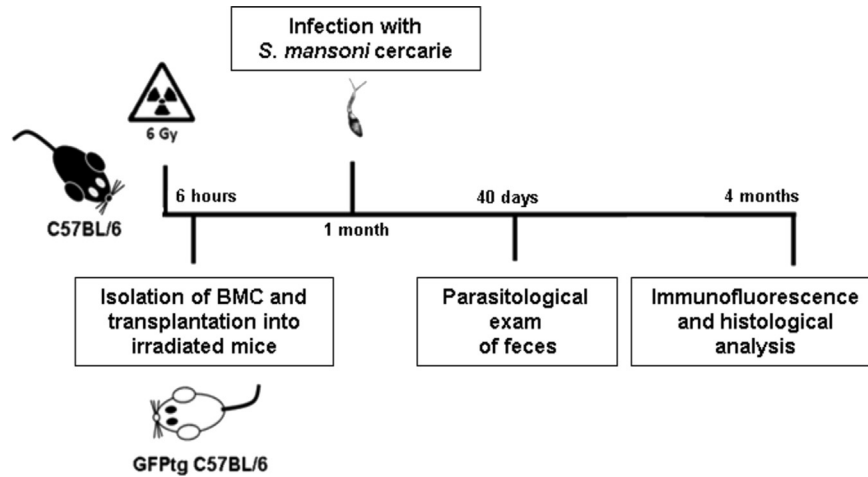 Infection with
S. mansoni cercarie
6 Gy
C57BL/6
6 hours
1 month
40 days
4 months
Isolation of BMC and
transplantation into
irradiated mice
Parasitological
exam
of feces
Immunofluorescence
and histological
analysis
GFPtg C57BL/6